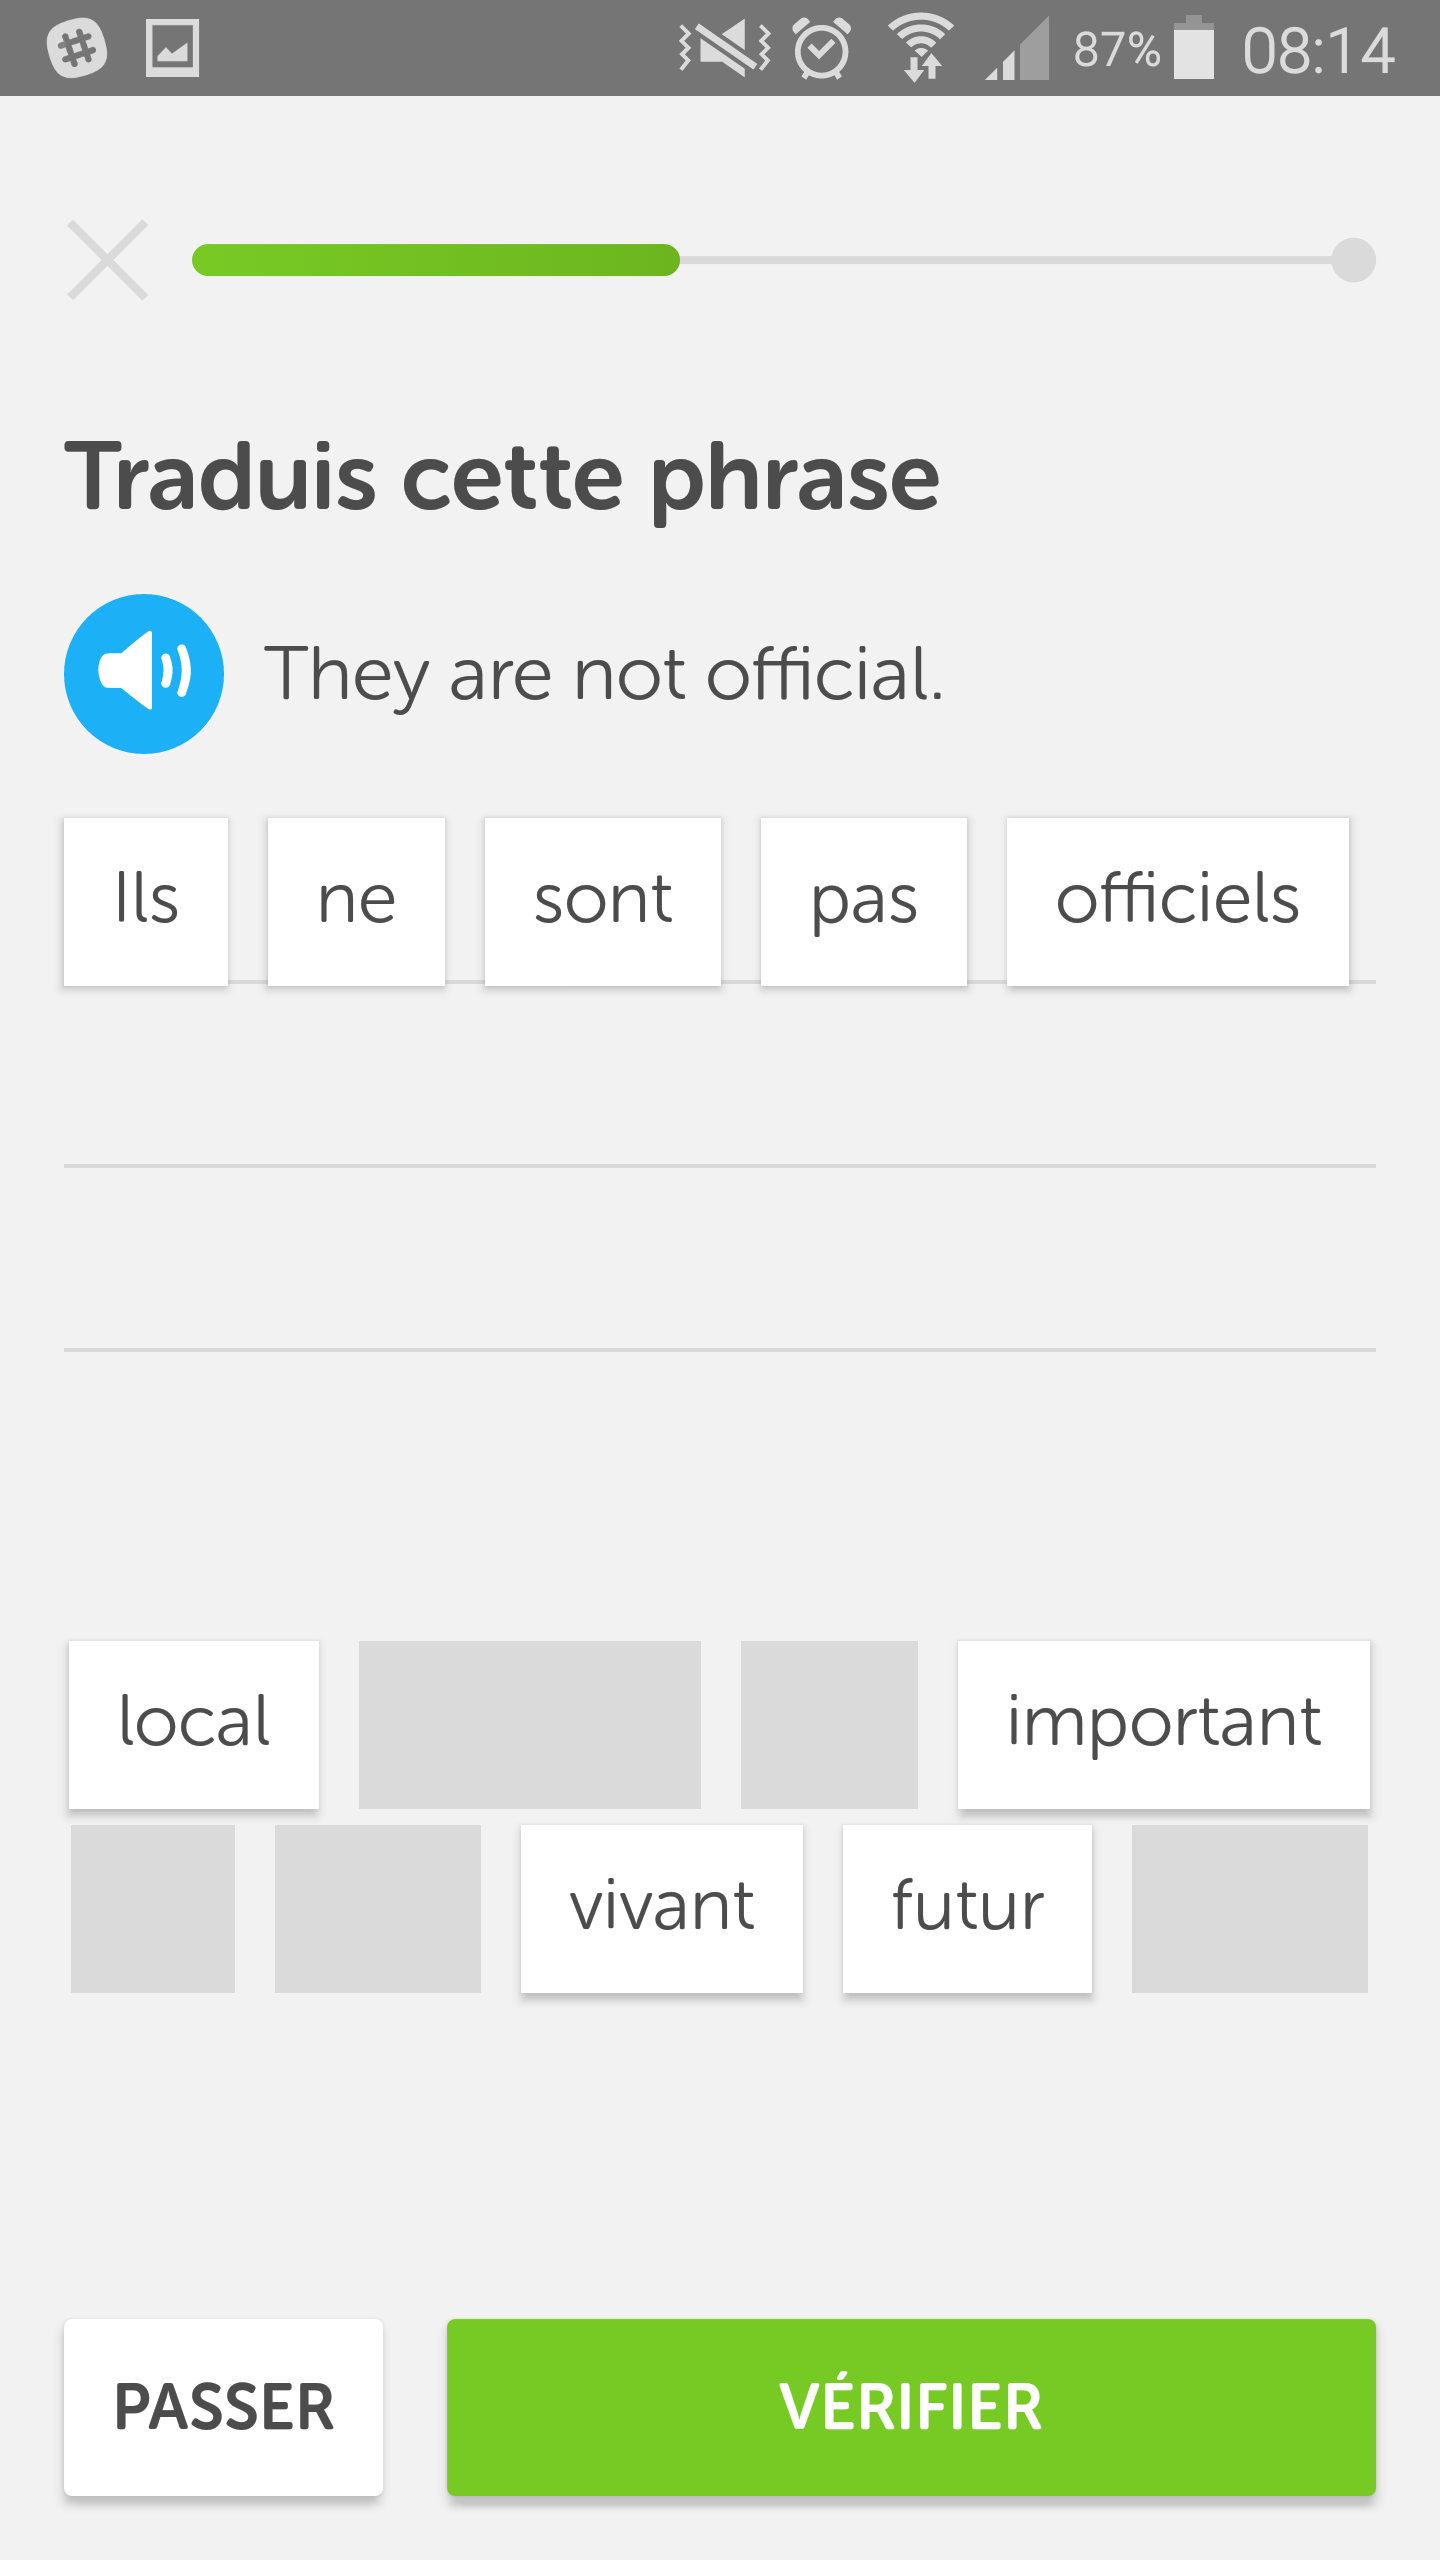 87% 08:14
Traduis cette phrase
They are not official.
Ils ne sont pas officiels
local important
vivant futur
PASSER VÉRIFIER